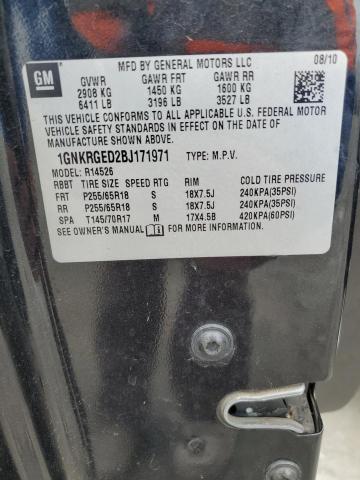 GM
MFD BY GENERAL MOTORS LLC 08/10
GVWR GAWR FRT GAWR RR
2908 KG 1450 KG 1600 KG
6411 LB 3196 LB 3527 LB
THIS VEHICLE CONFORMS TO ALL APPLICABLE U.S. FEDERAL MOTOR
VEHICLE SAFETY STANDARDS IN EFFECT ON THE DATE OF
MANUFACTURE SHOWN ABOVE.
1GNKRGED2BJ171971 TYPE: M.P.V.
MODEL: R14526
RBBT TIRE SIZE SPEED RTG RIM COLD TIRE PRESSURE
FRT P255/65R18 S 18X7.5J 240KPA(35PSI)
RR P255/65R18 S 18X7.5J 240KPA(35PSI)
SPA T145/70R17 M 17X4.5B 420KPA(60PSI)
SEE OWNER'S MANUAL FOR MORE INFORMATION.